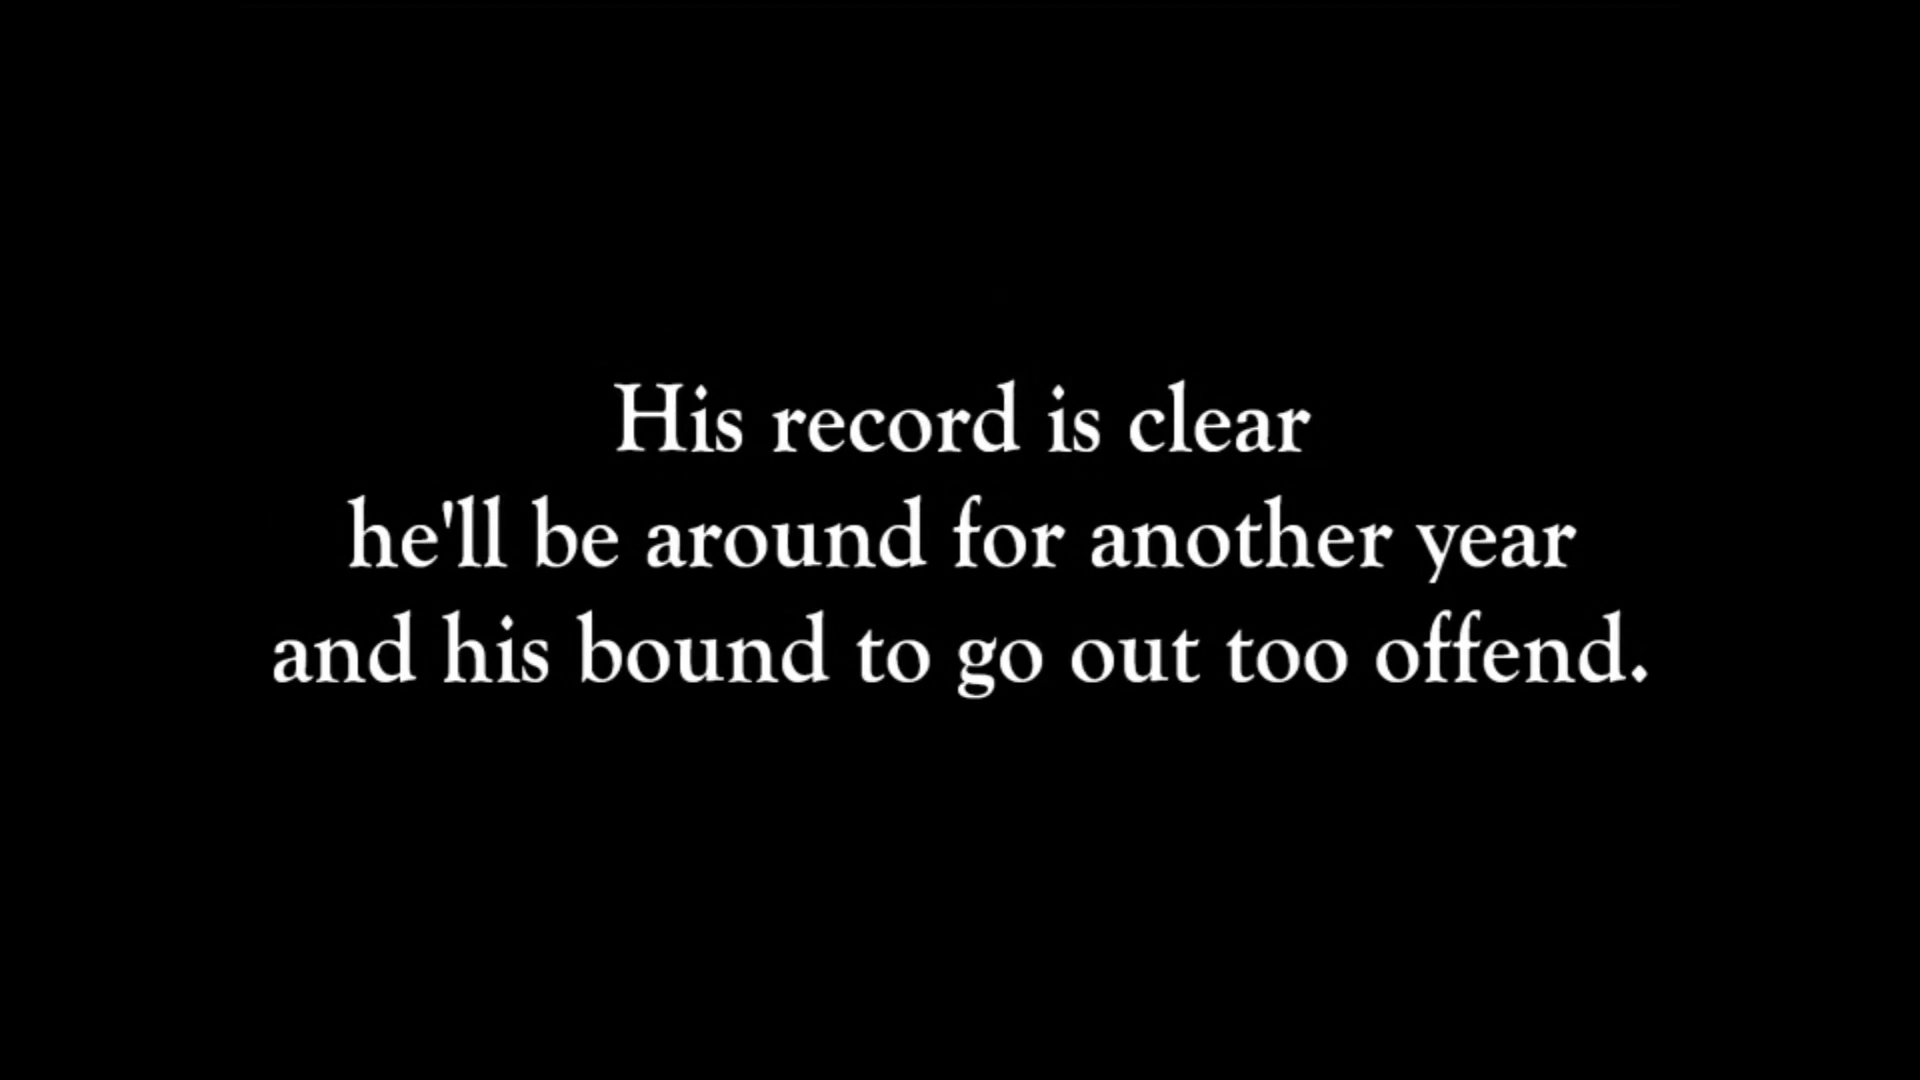 His record is clear
he'll be around for another year
and his bound to go out too offend.